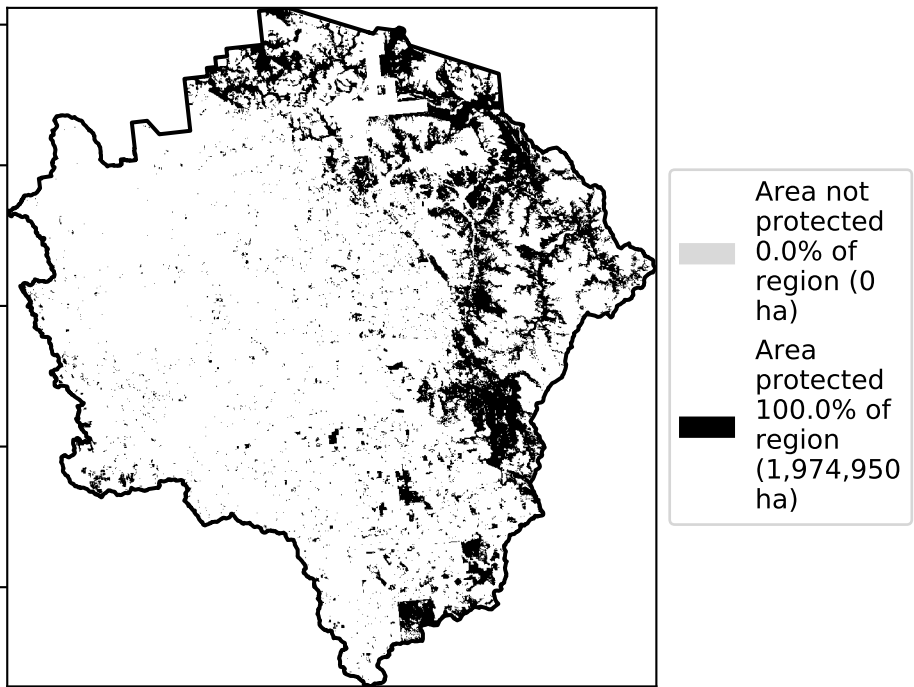 Area not
protected
0.0% of
region (0
ha)
Area
protected
100.0% of
region
(1,974,950
ha)